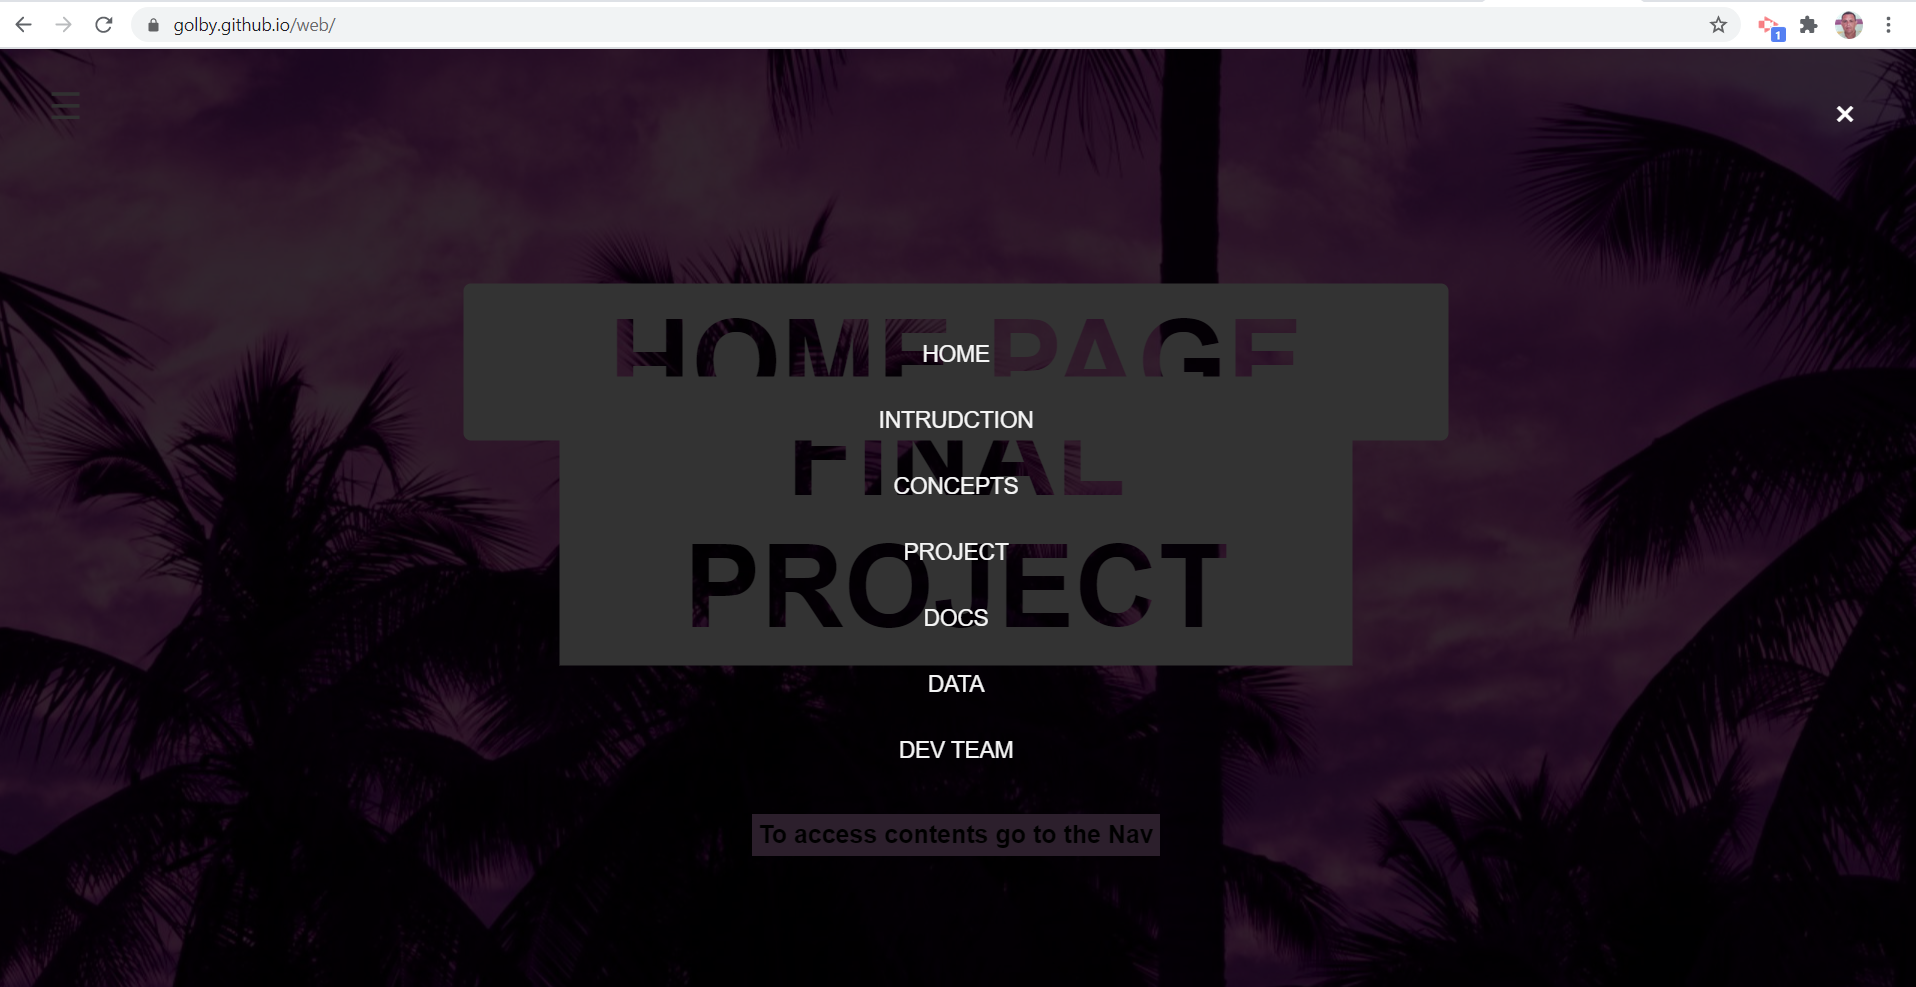 golby.github.io/web/
1
HOME PAGE
HOME
INTRUDCTION
FINAL
CONCEPTS
PROJECT
PROJECT
DOCS
DATA
DEV TEAM
To access contents go to the Nav